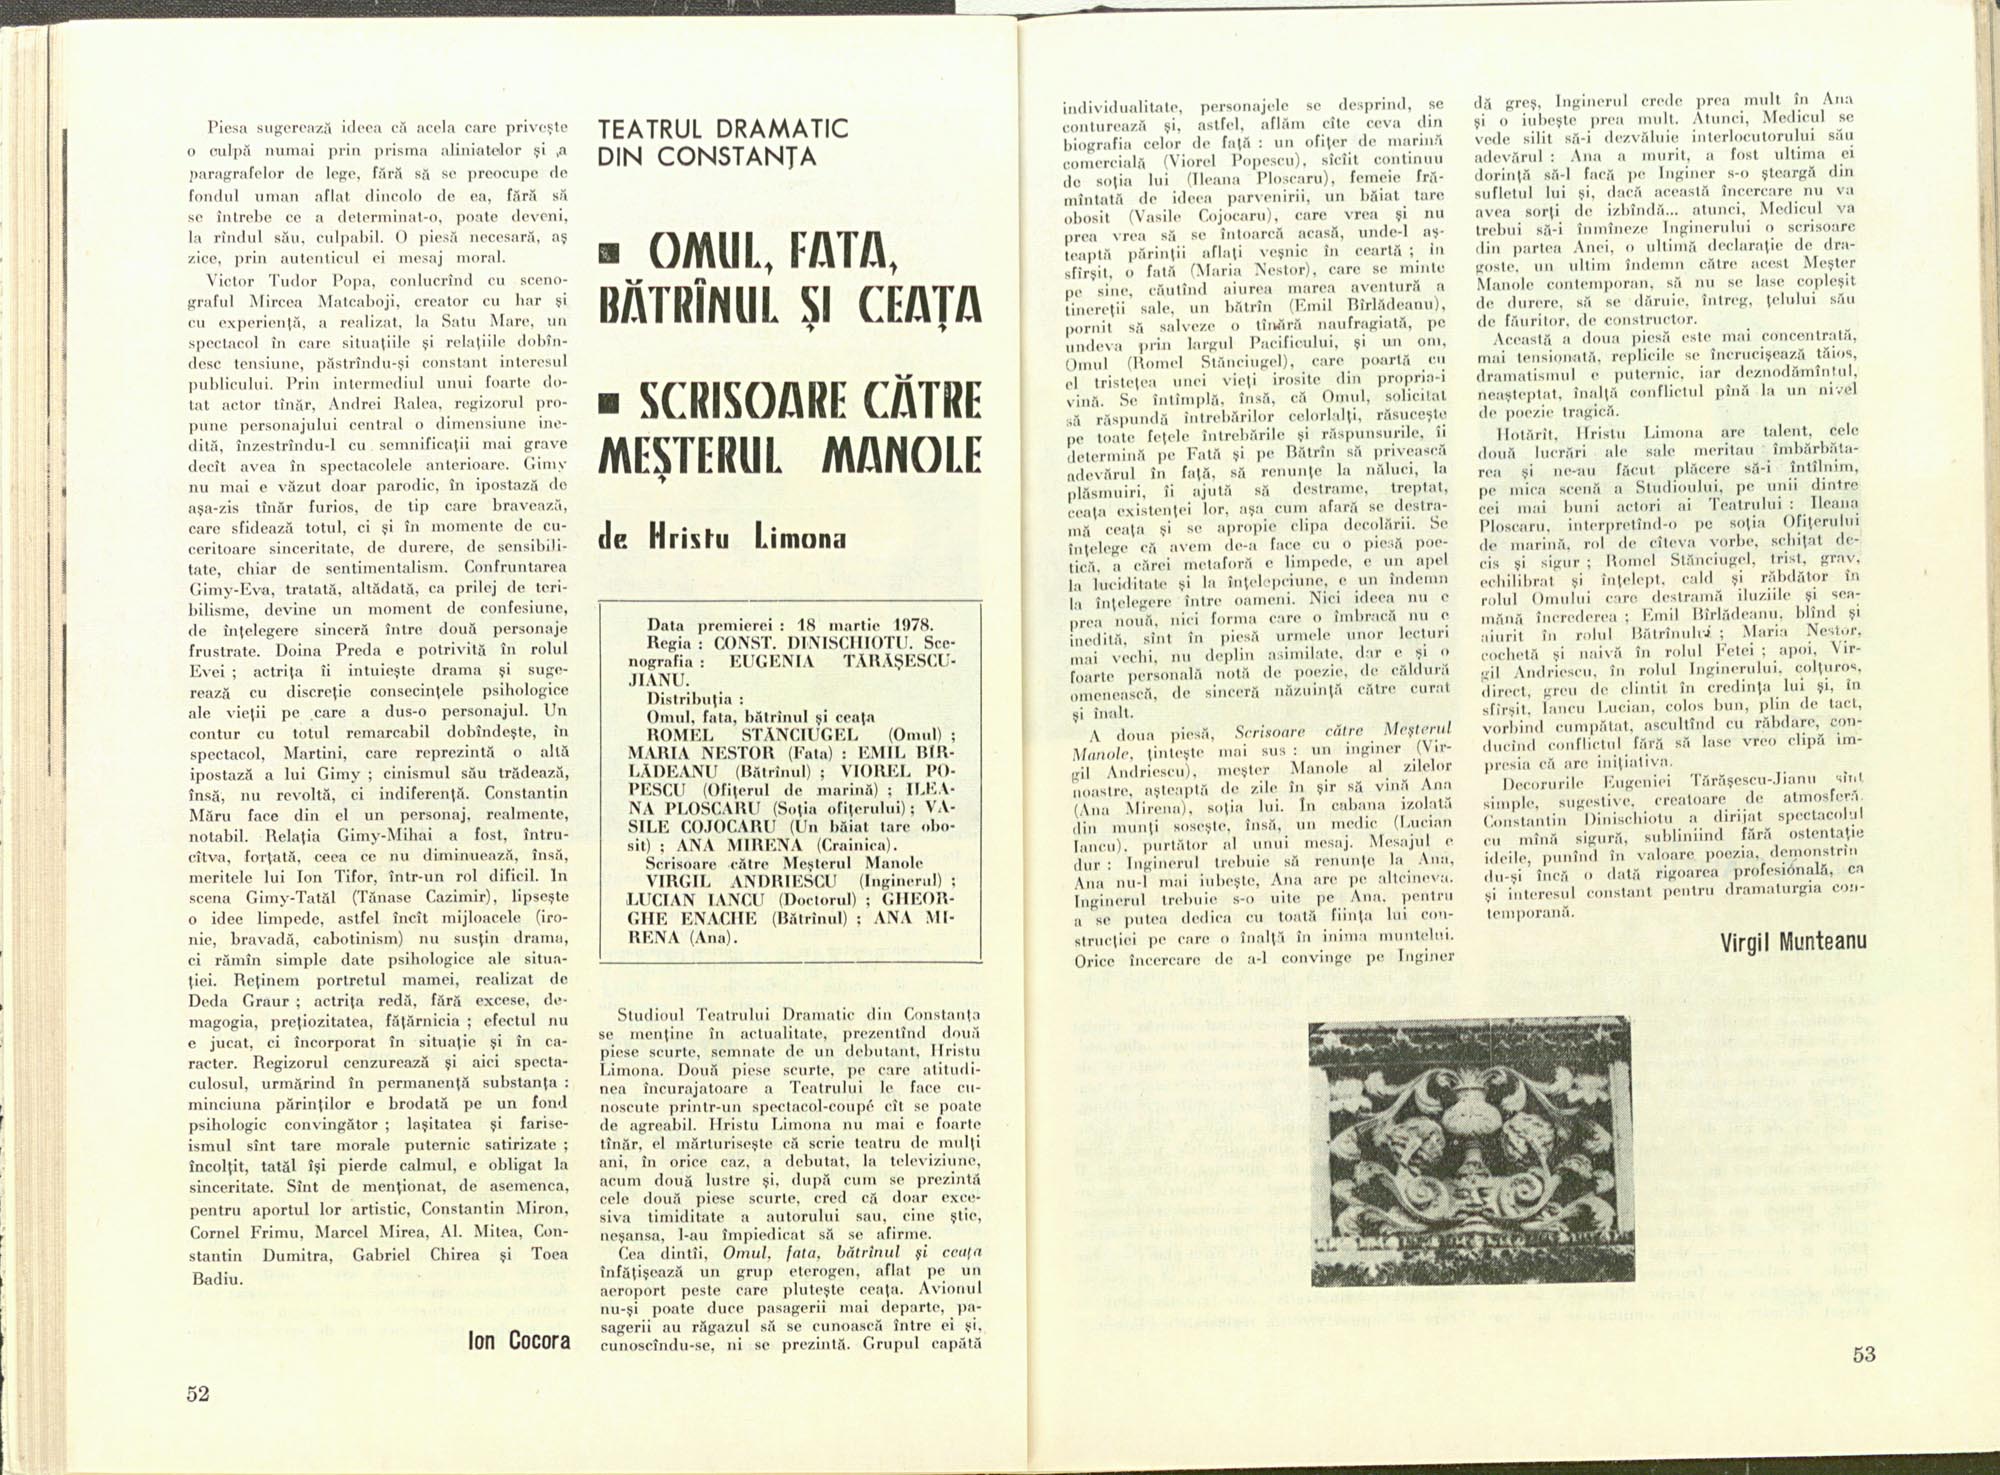 Piesa sugerează ideea că acela care privește
o culpă numai prin prisma aliniatelor și a
paragrafelor de lege, fără să se preocupe de
fondul uman aflat dincolo de ea, fără să
se întrebe ce a determinat-o, poate deveni,
la rîndul său, culpabil. O piesă necesară, aș
zice, prin autenticul ei mesaj moral.
Victor Tudor Popa, conlucrînd cu sceno-
graful Mircea Matcaboji, creator cu har și
cu experiență, a realizat, la Satu Mare, un
spectacol în care situațiile și relațiile dobîn-
desc tensiune, păstrîndu-și constant interesul
publicului. Prin intermediul unui foarte do-
tat actor tînăr, Andrei Ralea, regizorul pro-
pune personajului central o dimensiune ine-
dită, înzestrîndu-l cu semnificații mai grave
decît avea în spectacolele anterioare. Gimy
nu mai e văzut doar parodic, în ipostază de
așa-zis tînăr furios, de tip care bravează,
care sfidează totul, ci și în momente de cu-
ceritoare sinceritate, de durere, de sensibili-
tate, chiar de sentimentalism. Confruntarea
Gimy-Eva, tratată, altădată, ca prilej de teri-
bilisme, devine un moment de confesiune,
de înțelegere sinceră între două personaje
frustrate. Doina Preda e potrivită în rolul
Evei ; actrița îi intuiește drama și suge-
rează cu discreție consecințele psihologice
ale vieții pe care a dus-o personajul. Un
contur cu totul remarcabil dobîndește, în
spectacol, Martini, care reprezintă o altă
ipostază a lui Gimy ; cinismul său trădează,
însă, nu revoltă, ci indiferență. Constantin
Măru face din el un personaj, realmente,
notabil. Relația Gimy-Mihai a fost, întru-
cîtva, forțată, ceea ce nu diminuează, însă,
meritele lui Ion Tifor, într-un rol dificil. In
scena Gimy-Tatăl (Tănase Cazimir), lipsește
o idee limpede, astfel încît mijloacele (iro-
nie, bravadă, cabotinism) nu susțin drama,
ci rămîn simple date psihologice ale situa-
ției. Reținem portretul mamei, realizat de
Deda Graur ; actrița redă, fără excese, de-
magogia, prețiozitatea, fățărnicia ; efectul nu
e jucat, ci încorporat în situație și în ca-
racter. Regizorul cenzurează și aici specta-
culosul, urmărind în permanență substanța :
minciuna părinților e brodată pe un fond
psihologic convingător ; lașitatea și farise-
ismul sînt tare morale puternic satirizate ;
încolțit, tatăl își pierde calmul, e obligat la
sinceritate. Sînt de menționat, de asemenea,
pentru aportul lor artistic, Constantin Miron,
Cornel Frimu, Marcel Mirea, Al. Mitea, Con-
stantin Dumitra, Gabriel Chirea și Toea
Badiu.
Ion Cocora
52
TEATRUL DRAMATIC
DIN CONSTANȚA
■ OMUL, FATA,
BĂTRÎNUL ȘI CEAȚA
■ SCRISOARE CĂTRE
MEȘTERUL MANOLE
de Hristu Limona
Data premierei : 18 martie 1978.
Regia : CONST. DINISCHIOTU. Sce-
nografia : EUGENIA TĂRĂȘESCU-
JIANU.
Distribuția :
Omul, fata, bătrînul și ceața
ROMEL STĂNCIUGEL (Omul) ;
MARIA NESTOR (Fata) : EMIL BÎR-
LĂDEANU (Bătrînul) ; VIOREL PO-
PESCU (Ofițerul de marină) ; ILEA-
NA PLOSCARU (Soția ofițerului) ; VA-
SILE COJOCARU (Un băiat tare obo-
sit) ; ANA MIRENA (Crainica).
Scrisoare către Meșterul Manole
VIRGIL ANDRIESCU (Inginerul) ;
LUCIAN IANCU (Doctorul) ; GHEOR-
GHE ENACHE (Bătrînul) ; ANA MI-
RENA (Ana).
Studioul Teatrului Dramatic din Constanța
se menține în actualitate, prezentînd două
piese scurte, semnate de un debutant, Hristu
Limona. Două piese scurte, pe care atitudi-
nea încurajatoare a Teatrului le face cu-
noscute printr-un spectacol-coupé cît se poate
de agreabil. Hristu Limona nu mai e foarte
tînăr, el mărturisește că scrie teatru de mulți
ani, în orice caz, a debutat, la televiziune,
acum două lustre și, după cum se prezintă
cele două piese scurte, cred că doar exce-
siva timiditate a autorului sau, cine știe,
neșansa, l-au împiedicat să se afirme.
Cea dintîi, Omul, fata, bătrînul și ceața
înfățișează un grup eterogen, aflat pe un
aeroport peste care plutește ceața. Avionul
nu-și poate duce pasagerii mai departe, pa-
sagerii au răgazul să se cunoască între ei și,
cunoscîndu-se, ni se prezintă. Grupul capătă
individualitate, personajele se desprind, se
conturează și, astfel, aflăm cîte ceva din
biografia celor de față : un ofițer de marină
comercială (Viorel Popescu), sîcîit continuu
de soția lui (Ileana Ploscaru), femeie fră-
mîntată de ideea parvenirii, un băiat tare
obosit (Vasile Cojocaru), care vrea și nu
prea vrea să se întoarcă acasă, unde-l aș-
teaptă părinții aflați veșnic în ceartă ; in
sfîrșit, o fată (Maria Nestor), care se minte
pe sine, căutînd aiurea marea aventură a
tinereții sale, un bătrîn (Emil Bîrlădeanu),
pornit să salveze o tînără naufragiată, pe
undeva prin largul Pacificului, și un om,
Omul (Romel Stănciugel), care poartă cu
el tristețea unei vieți irosite din propria-i
vină. Se întîmplă, însă, că Omul, solicitat
să răspundă întrebărilor celorlalți, răsucește
pe toate fețele întrebările și răspunsurile, îi
determină pe Fată și pe Bătrîn să privească
adevărul în față, să renunțe la năluci, la
plăsmuiri, îi ajută să destrame, treptat,
ceața existenței lor, așa cum afară se destra-
mă ceața și se apropie clipa decolării. Se
înțelege că avem de-a face cu o piesă poe-
tică, a cărei metaforă e limpede, e un apel
la luciditate și la înțelepciune, e un îndemn
la înțelegere între oameni. Nici ideea nu e
prea nouă, nici forma care o îmbracă nu e
inedită, sînt în piesă urmele unor lecturi
mai vechi, nu deplin asimilate, dar e și o
foarte personală notă de poezie, de căldură
omenească, de sinceră năzuință către curat
și înalt.
A doua piesă, Scrisoare către Meșterul
Manole, țintește mai sus : un inginer (Vir-
gil Andriescu), meșter Manole al zilelor
noastre, așteaptă de zile în șir să vină Ana
(Ana Mirena), soția lui. În cabana izolată
din munți sosește, însă, un medic (Lucian
Iancu), purtător al unui mesaj. Mesajul e
dur : Inginerul trebuie să renunțe la Ana,
Ana nu-l mai iubește, Ana are pe altcineva.
Inginerul trebuie s-o uite pe Ana, pentru
a se putea dedica cu toată ființa lui con-
strucției pe care o înalță în inima muntelui.
Orice încercare de a-l convinge pe Inginer
dă greș, Inginerul crede prea mult în Ana
și o iubește prea mult. Atunci, Medicul se
vede silit să-i dezvăluie interlocutorului său
adevărul : Ana a murit, a fost ultima ei
dorință să-l facă pe Inginer s-o șteargă din
sufletul lui și, dacă această încercare nu va
avea sorți de izbîndă... atunci, Medicul va
trebui să-i înmîneze Inginerului o scrisoare
din partea Anei, o ultimă declarație de dra-
goste, un ultim îndemn către acest Meșter
Manole contemporan, să nu se lase copleșit
de durere, să se dăruie, întreg, țelului său
de făuritor, de constructor.
Această a doua piesă este mai concentrată,
mai tensionată, replicile se încrucișează tăios,
dramatismul e puternic, iar deznodămîntul,
neașteptat, înalță conflictul pînă la un nivel
de poezie tragică.
Hotărît, Hristu Limona are talent, cele
două lucrări ale sale meritau îmbărbăta-
rea și ne-au făcut plăcere să-i întîlnim,
pe mica scenă a Studioului, pe unii dintre
cei mai buni actori ai Teatrului : Ileana
Ploscaru, interpretînd-o pe soția Ofițerului
de marină, rol de cîteva vorbe, schițat de-
cis și sigur ; Romel Stănciugel, trist, grav,
echilibrat și înțelept, cald și răbdător în
rolul Omului care destramă iluziile și sea-
mănă încrederea ; Emil Bîrlădeanu, blînd și
aiurit în rolul Bătrînului ; Maria Nestor,
cochetă și naivă în rolul Fetei ; apoi, Vir-
gil Andriescu, în rolul Inginerului, colțuros,
direct, greu de clintit în credința lui și, în
sfîrșit, Iancu Lucian, colos bun, plin de tact,
vorbind cumpătat, ascultînd cu răbdare, con-
ducînd conflictul fără să lase vreo clipă im-
presia că are inițiativa.
Decorurile Eugeniei Tărășescu-Jianu sînt
simple, sugestive, creatoare de atmosferă.
Constantin Dinischiotu a dirijat spectacolul
cu mînă sigură, subliniind fără ostentație
ideile, punînd în valoare poezia, demonstrîn
du-și încă o dată rigoarea profesională, ca
și interesul constant pentru dramaturgia con-
temporană.
Virgil Munteanu
53